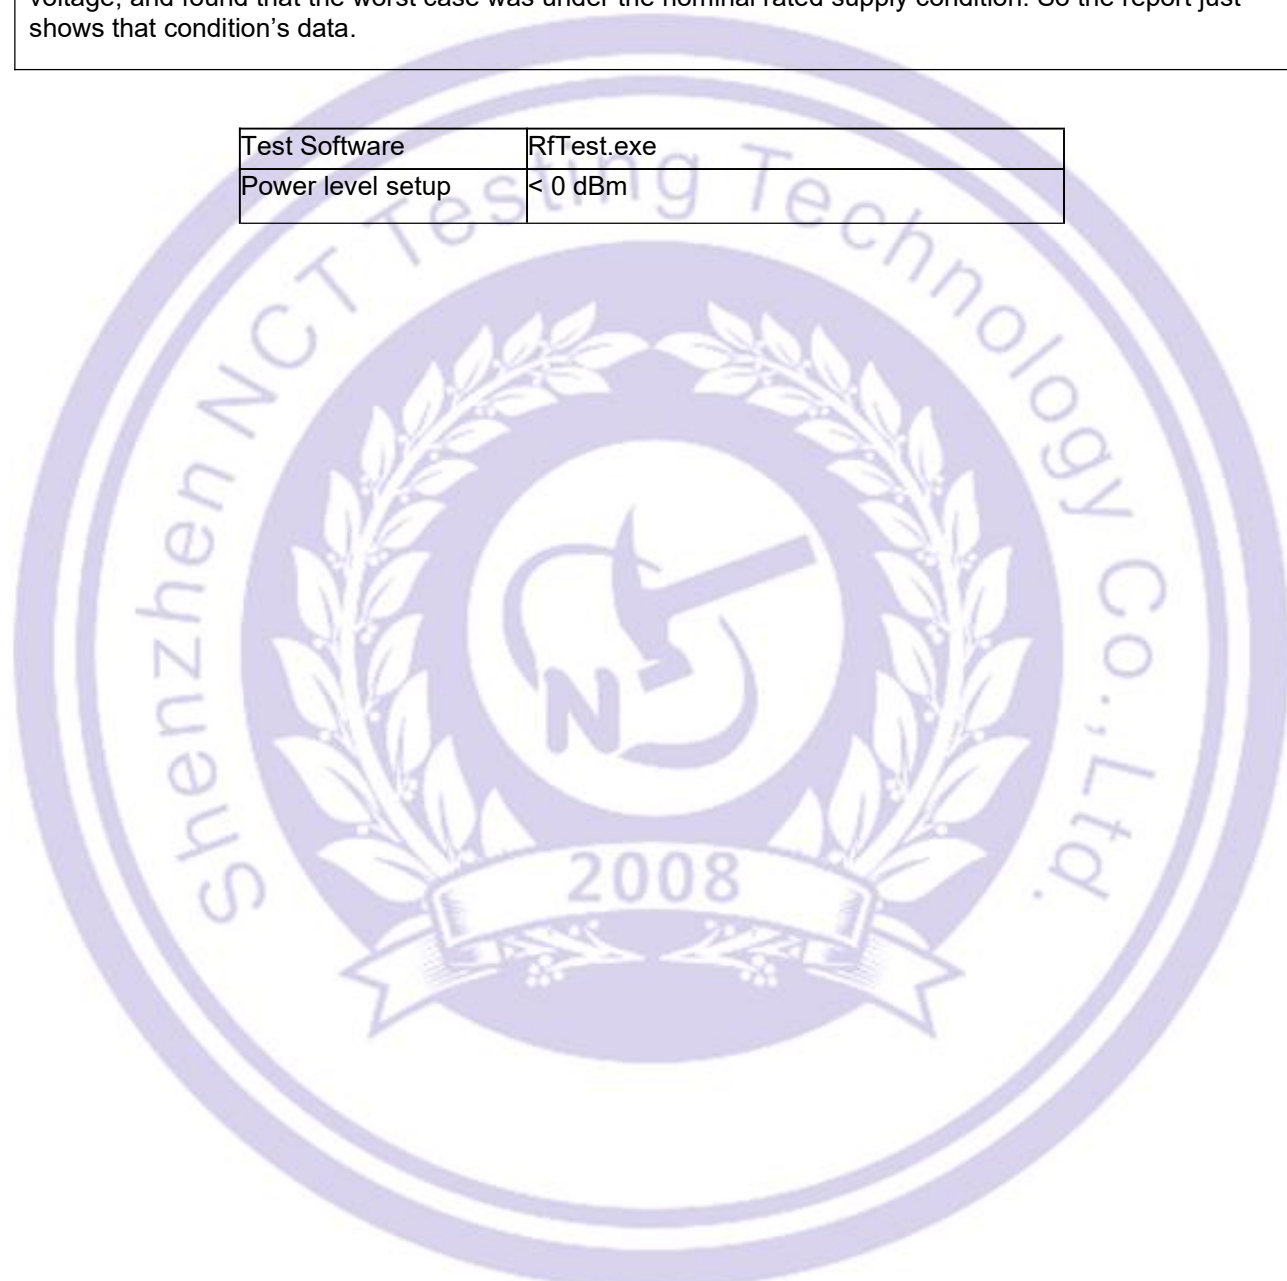 voltage, and found that the worst case was under the nominal rated supply condition. So the report just
shows that condition's data.
Test Software RfTest.exe
Power level setup < 0 dBm
Shenzhen NCT Testing Technology Co.,Ltd.
N
2008